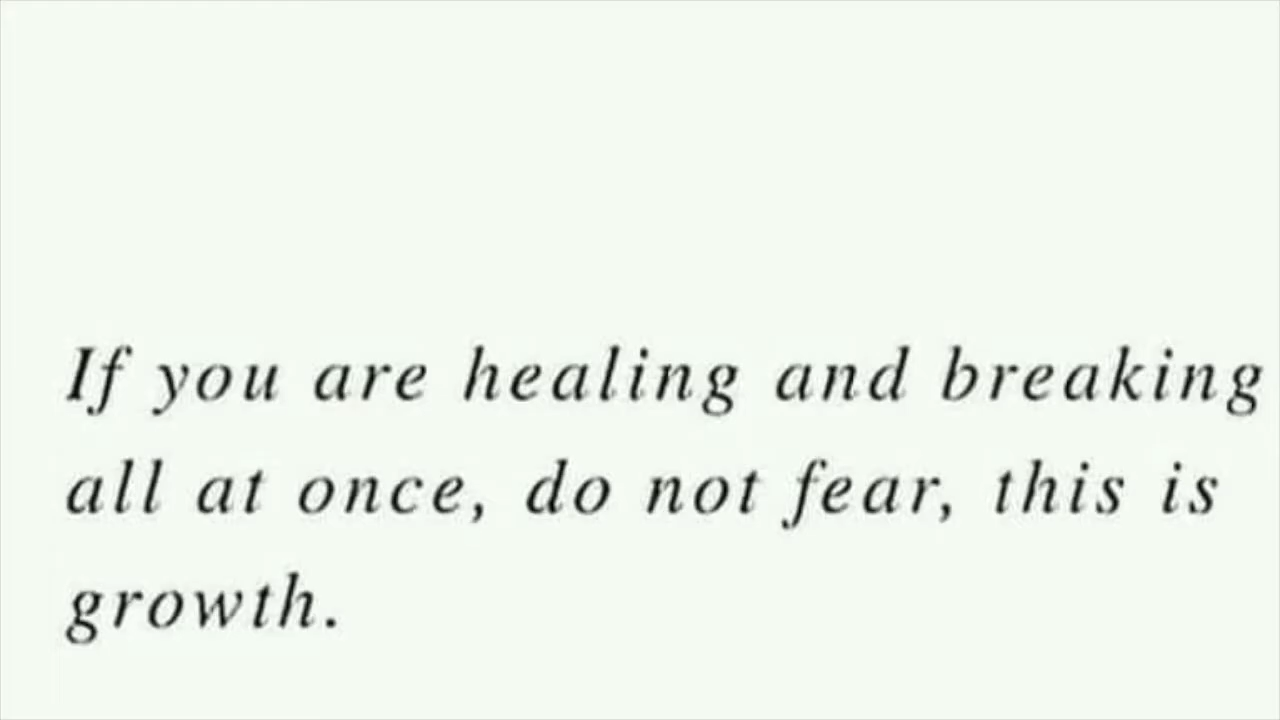 If you are healing and breaking
all at once, do not fear, this is
growth.